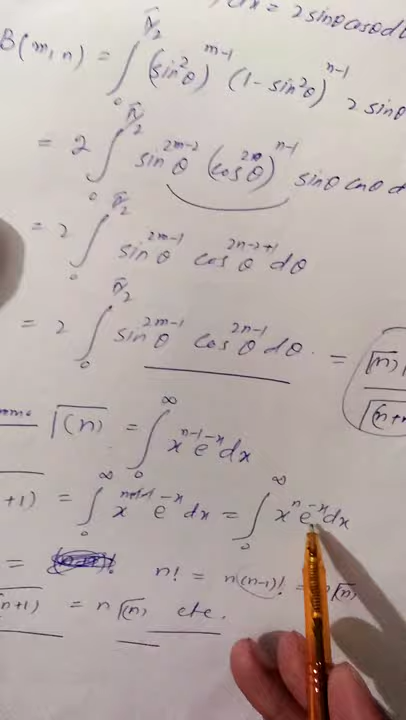 dx = 2 sinθ cosθ dθ
B(m,n) = ∫₀^{π/2} (sin²θ)^{m-1} (1-sin²θ)^{n-1} 2 sinθ
= 2 ∫₀^{π/2} sin^{2m-2}θ (cos²θ)^{n-1} sinθ cosθ d
= 2 ∫₀^{π/2} sin^{2m-1}θ cos^{2n-2+1}θ dθ
= 2 ∫₀^{π/2} sin^{2m-1}θ cos^{2n-1}θ dθ. =
Γ(n) = ∫₀^∞ x^{n-1} e^{-x} dx
+1) = ∫₀^∞ x^{n+1-1} e^{-x} dx = ∫₀^∞ x^n e^{-x} dx
= n! = n(n-1)! = n Γ(n)
(n+1) = n Γ(n) etc.